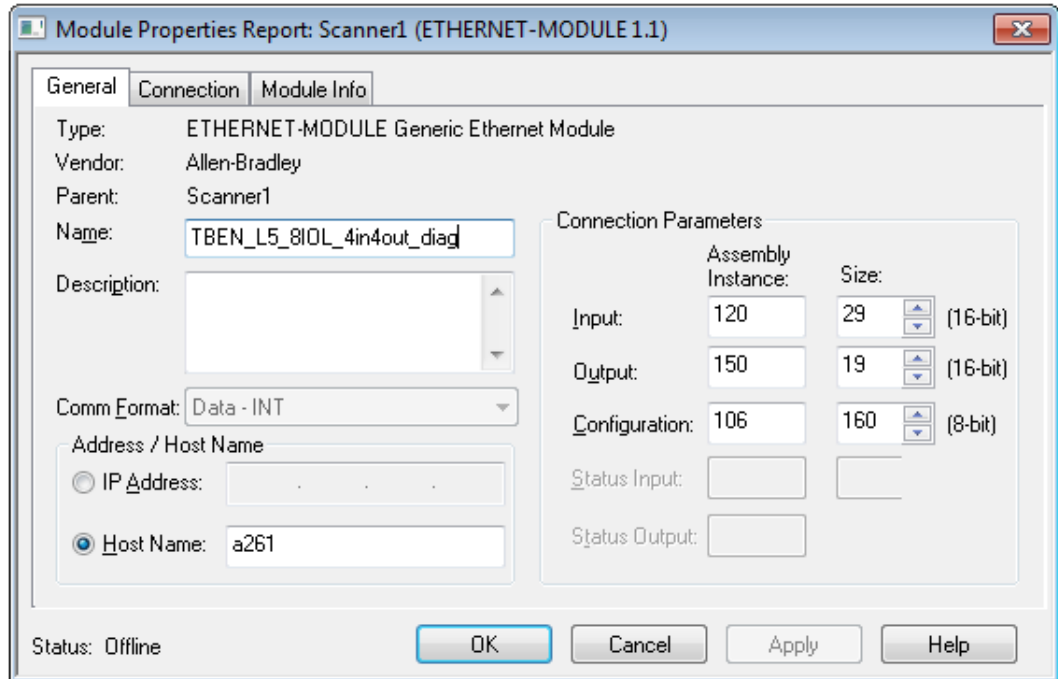 Module Properties Report: Scanner1 (ETHERNET-MODULE 1.1)
General Connection Module Info
Type: ETHERNET-MODULE Generic Ethernet Module
Vendor: Allen-Bradley
Parent: Scanner1
Name: TBEN_L5_8IOL_4in4out_diag
Description:
Comm Format: Data - INT
Address / Host Name
IP Address: . . .
Host Name: a261
Connection Parameters
Assembly
Instance: Size:
Input: 120 29 (16-bit)
Output: 150 19 (16-bit)
Configuration: 106 160 (8-bit)
Status Input:
Status Output:
Status: Offline OK Cancel Apply Help